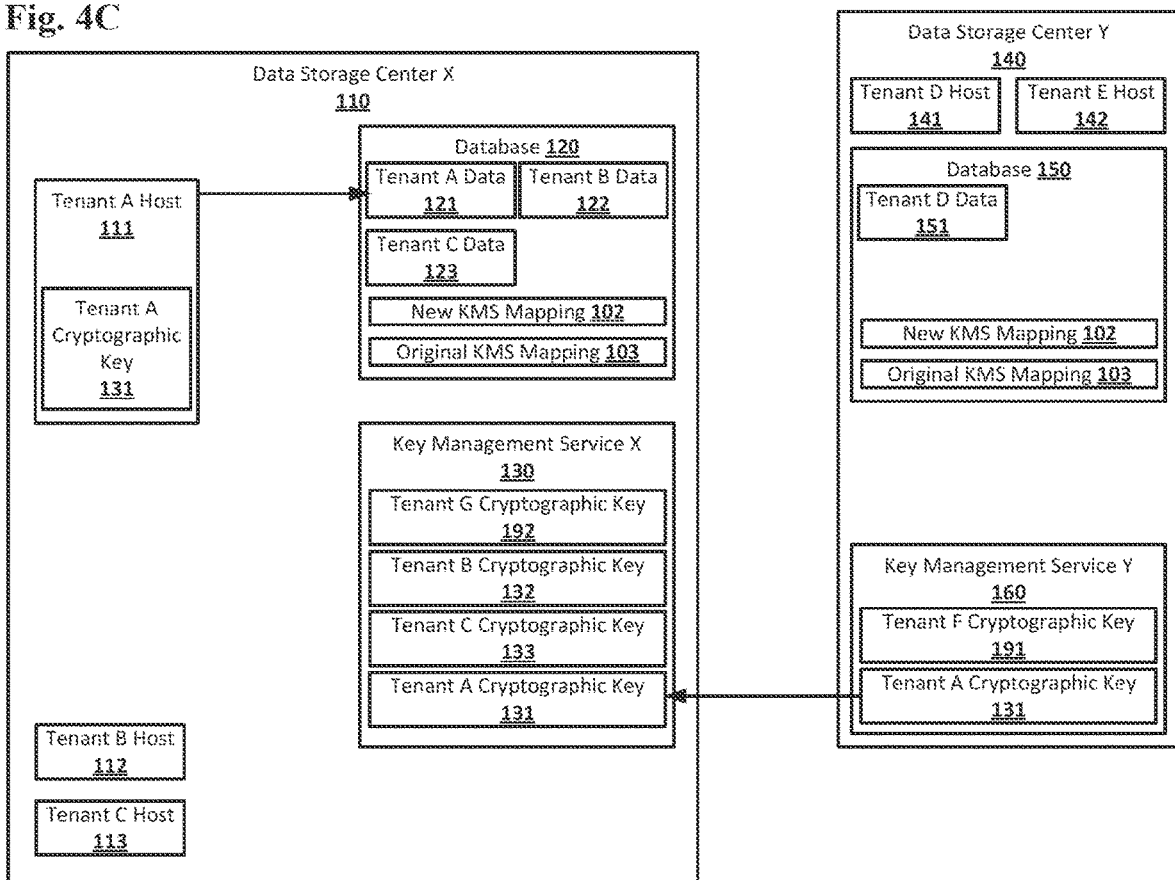 Fig. 4C
Data Storage Center X
110
Tenant A Host
111
Tenant A
Cryptographic
Key
131
Database 120
Tenant A Data
121
Tenant B Data
122
Tenant C Data
123
New KMS Mapping 102
Original KMS Mapping 103
Key Management Service X
130
Tenant G Cryptographic Key
192
Tenant B Cryptographic Key
132
Tenant C Cryptographic Key
133
Tenant A Cryptographic Key
131
Tenant B Host
112
Tenant C Host
113
Data Storage Center Y
140
Tenant D Host
141
Tenant E Host
142
Database 150
Tenant D Data
151
New KMS Mapping 102
Original KMS Mapping 103
Key Management Service Y
160
Tenant F Cryptographic Key
191
Tenant A Cryptographic Key
131